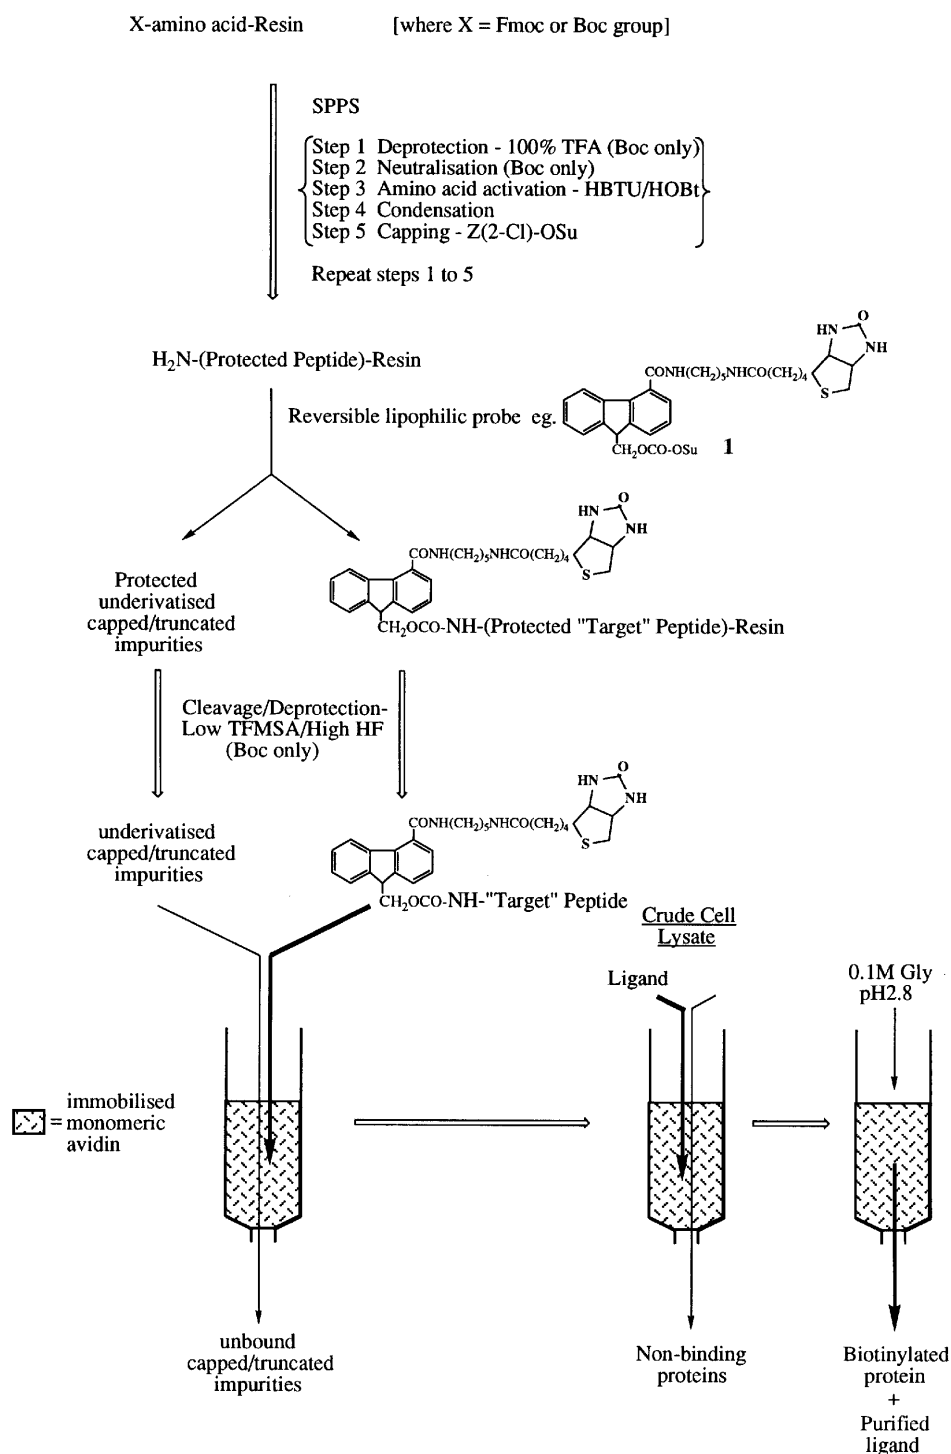 X-amino acid-Resin [where X = Fmoc or Boc group]
SPPS
Step 1 Deprotection - 100% TFA (Boc only)
Step 2 Neutralisation (Boc only)
Step 3 Amino acid activation - HBTU/HOBt
Step 4 Condensation
Step 5 Capping - Z(2-Cl)-OSu
Repeat steps 1 to 5
H₂N-(Protected Peptide)-Resin
Reversible lipophilic probe eg.
O
HN
NH
CONH(CH₂)₅NHCO(CH₂)₄
S
CH₂OCO-OSu
1
O
HN
NH
CONH(CH₂)₅NHCO(CH₂)₄
S
CH₂OCO-NH-(Protected "Target" Peptide)-Resin
Protected
underivatised
capped/truncated
impurities
Cleavage/Deprotection-
Low TFMSA/High HF
(Boc only)
O
HN
NH
CONH(CH₂)₅NHCO(CH₂)₄
S
CH₂OCO-NH-"Target" Peptide
underivatised
capped/truncated
impurities
Crude Cell
Lysate
Ligand
0.1M Gly
pH2.8
= immobilised
monomeric
avidin
unbound
capped/truncated
impurities
Non-binding
proteins
Biotinylated
protein
+
Purified
ligand